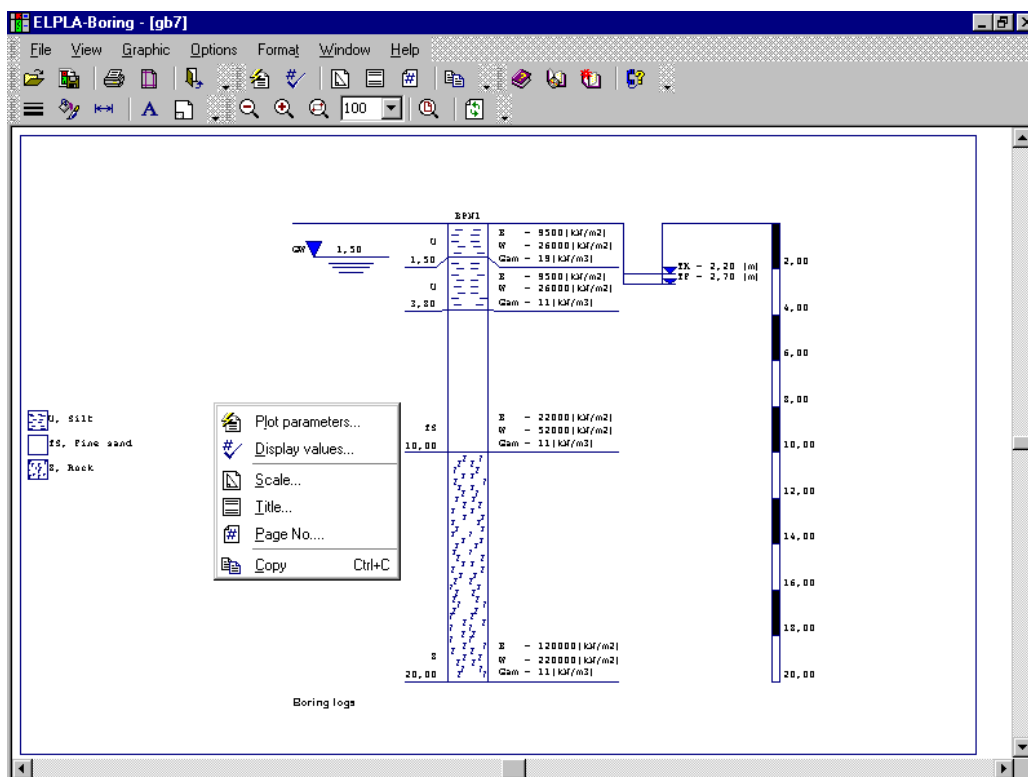 ELPLA-Boring - [gb7]
File View Graphic Options Format Window Help
100
BPN1
GW 1,50
U
1,50
E - 9500[kN/m2]
W - 26000[kN/m2]
Gam - 19[kN/m3]
U
3,80
E - 9500[kN/m2]
W - 26000[kN/m2]
Gam - 11[kN/m3]
TK - 2,20 [m]
TF - 2,70 [m]
fS
10,00
E - 22000[kN/m2]
W - 52000[kN/m2]
Gam - 11[kN/m3]
Z
20,00
E - 120000[kN/m2]
W - 220000[kN/m2]
Gam - 11[kN/m3]
2,00
4,00
6,00
8,00
10,00
12,00
14,00
16,00
18,00
20,00
U, Silt
fS, Fine sand
Z, Rock
Plot parameters...
Display values...
Scale...
Title...
Page No....
Copy Ctrl+C
Boring logs